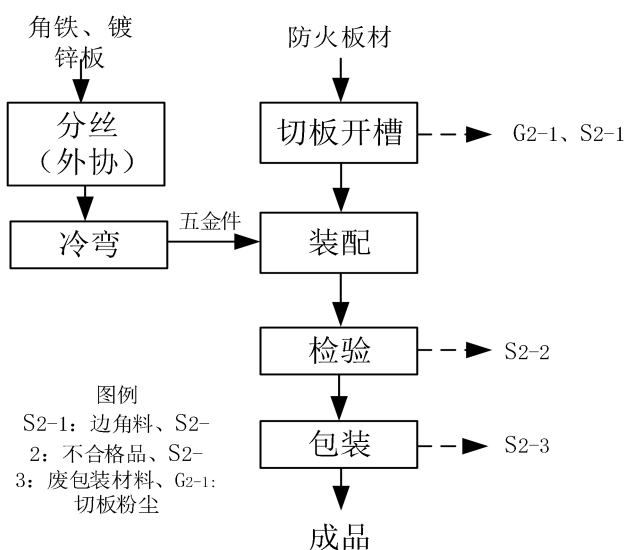 角铁、镀
锌板
防火板材
分丝
（外协）
切板开槽
G2-1、S2-1
五金件
冷弯
装配
检验
S2-2
图例
S2-1：边角料、S2-
2：不合格品、S2-
3：废包装材料、G2-1:
切板粉尘
包装
S2-3
成品